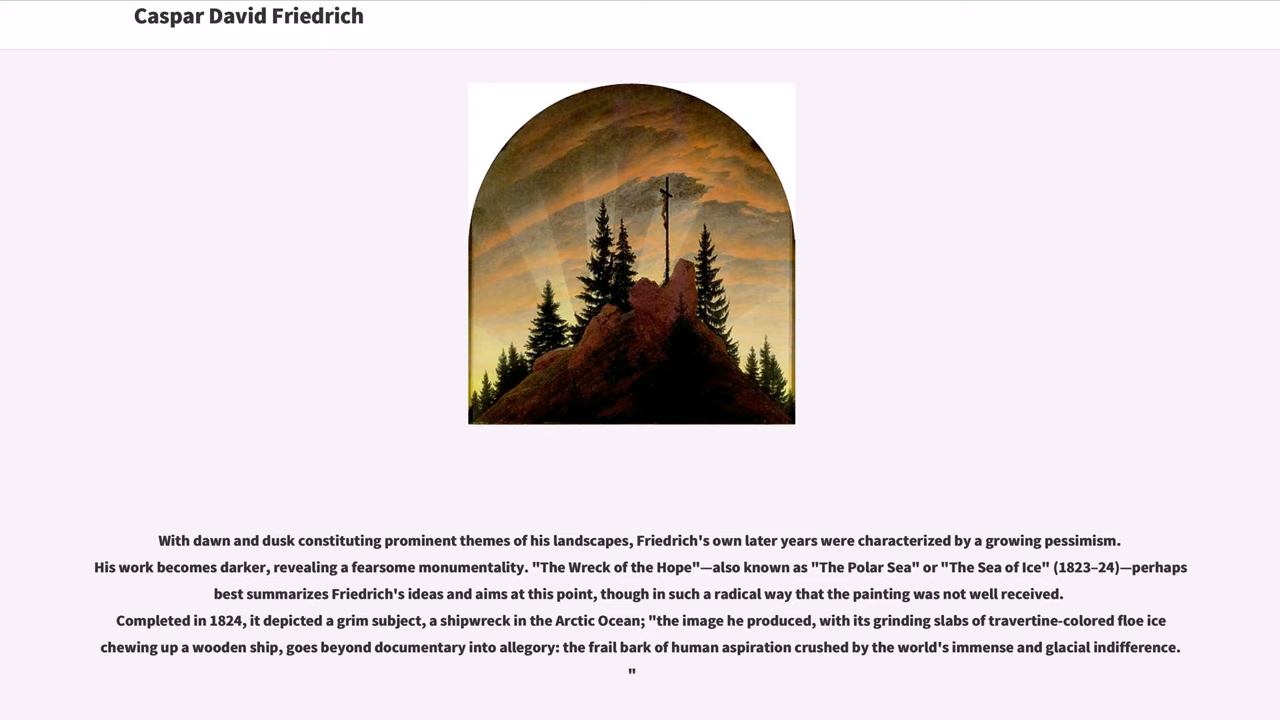 Caspar David Friedrich
With dawn and dusk constituting prominent themes of his landscapes, Friedrich's own later years were characterized by a growing pessimism.
His work becomes darker, revealing a fearsome monumentality. "The Wreck of the Hope"—also known as "The Polar Sea" or "The Sea of Ice" (1823–24)—perhaps
best summarizes Friedrich's ideas and aims at this point, though in such a radical way that the painting was not well received.
Completed in 1824, it depicted a grim subject, a shipwreck in the Arctic Ocean; "the image he produced, with its grinding slabs of travertine-colored floe ice
chewing up a wooden ship, goes beyond documentary into allegory: the frail bark of human aspiration crushed by the world's immense and glacial indifference.
"